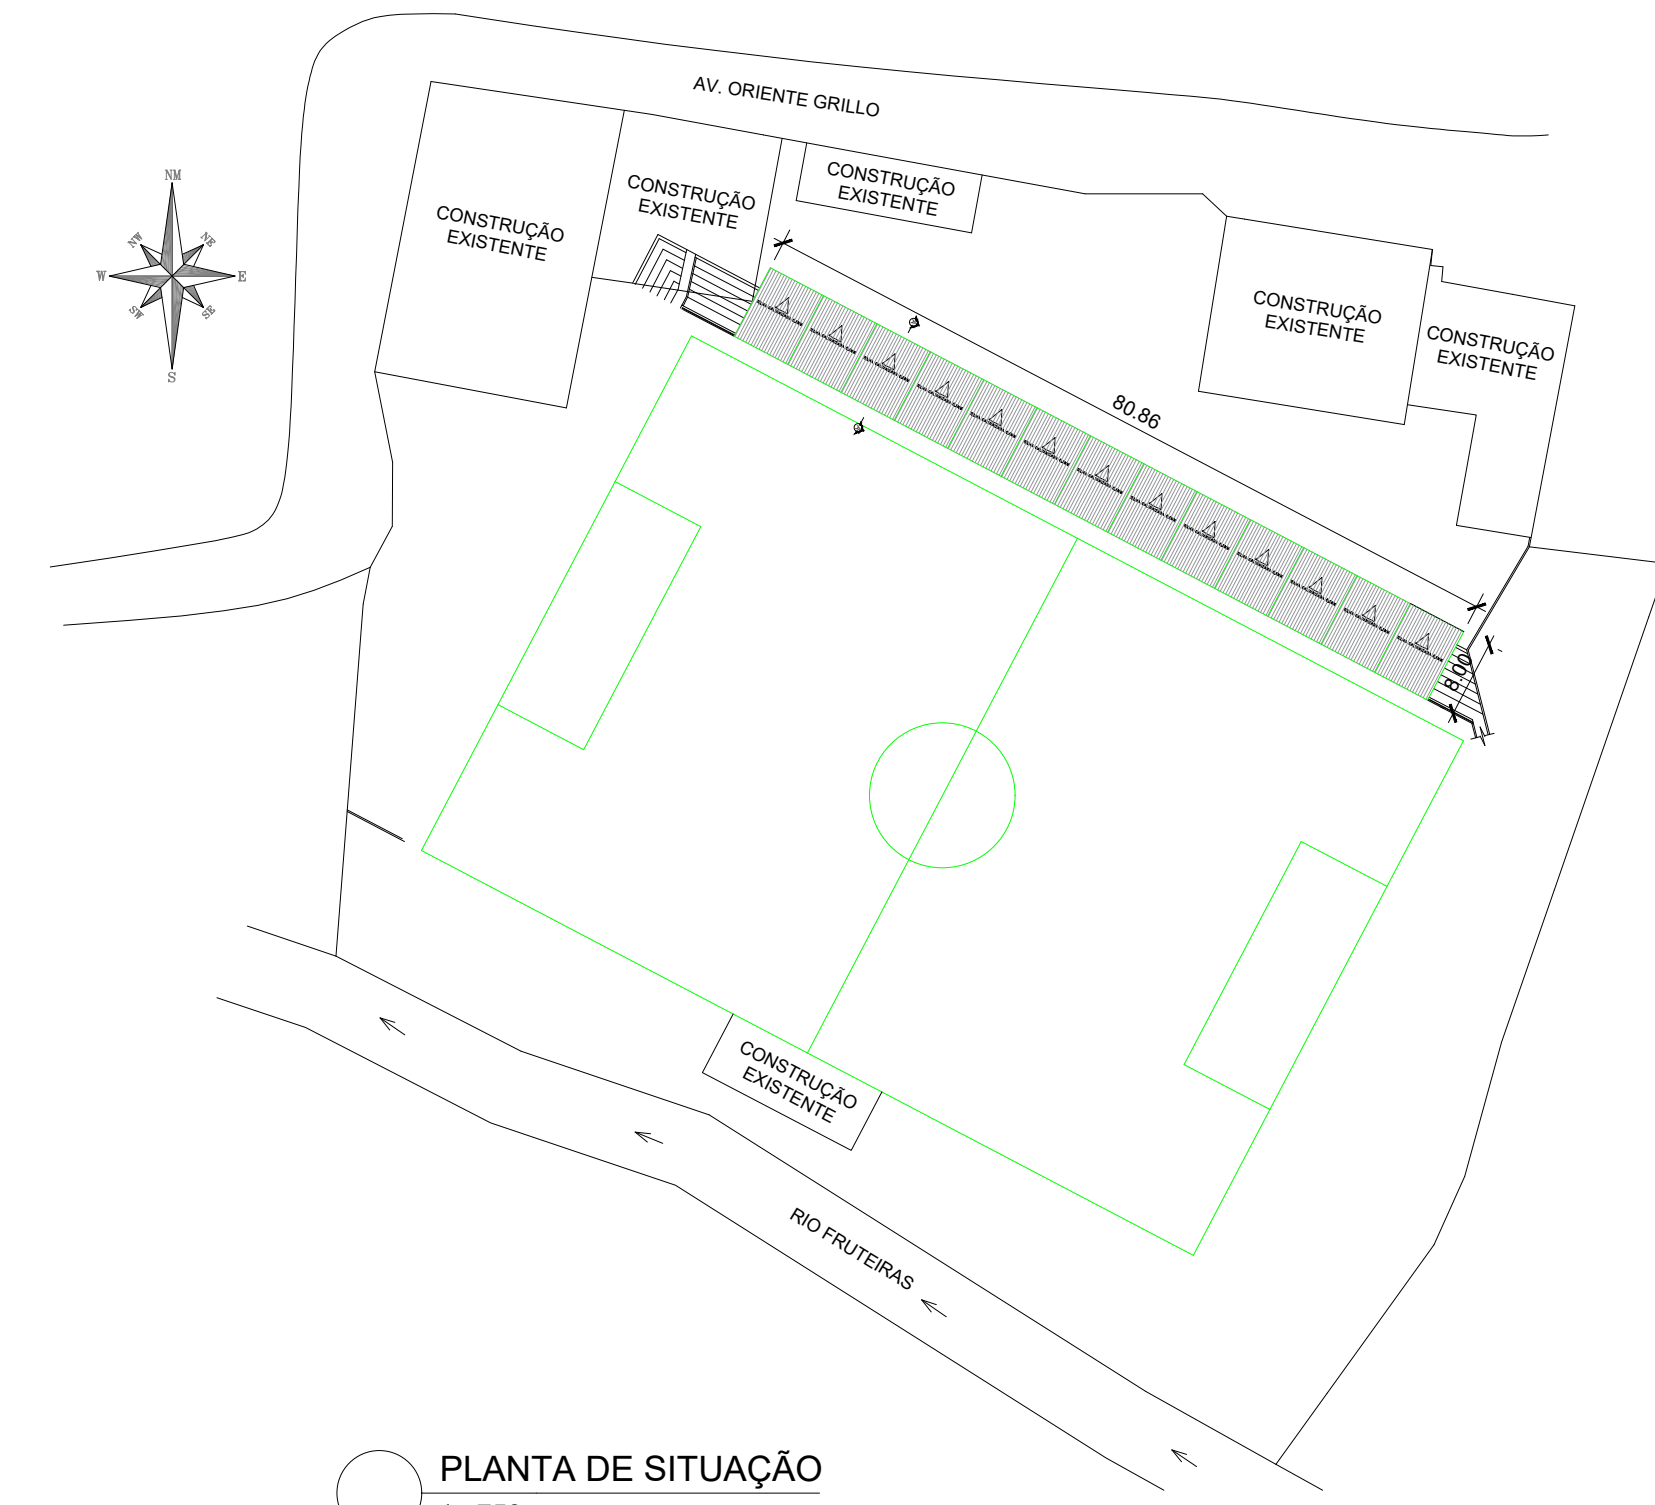 AV. ORIENTE GRILLO
NM
NW
NE
W
E
SW
SE
S
CONSTRUÇÃO
EXISTENTE
CONSTRUÇÃO
EXISTENTE
CONSTRUÇÃO
EXISTENTE
CONSTRUÇÃO
EXISTENTE
CONSTRUÇÃO
EXISTENTE
80.86
8.00
CONSTRUÇÃO
EXISTENTE
RIO FRUTEIRAS
PLANTA DE SITUAÇÃO